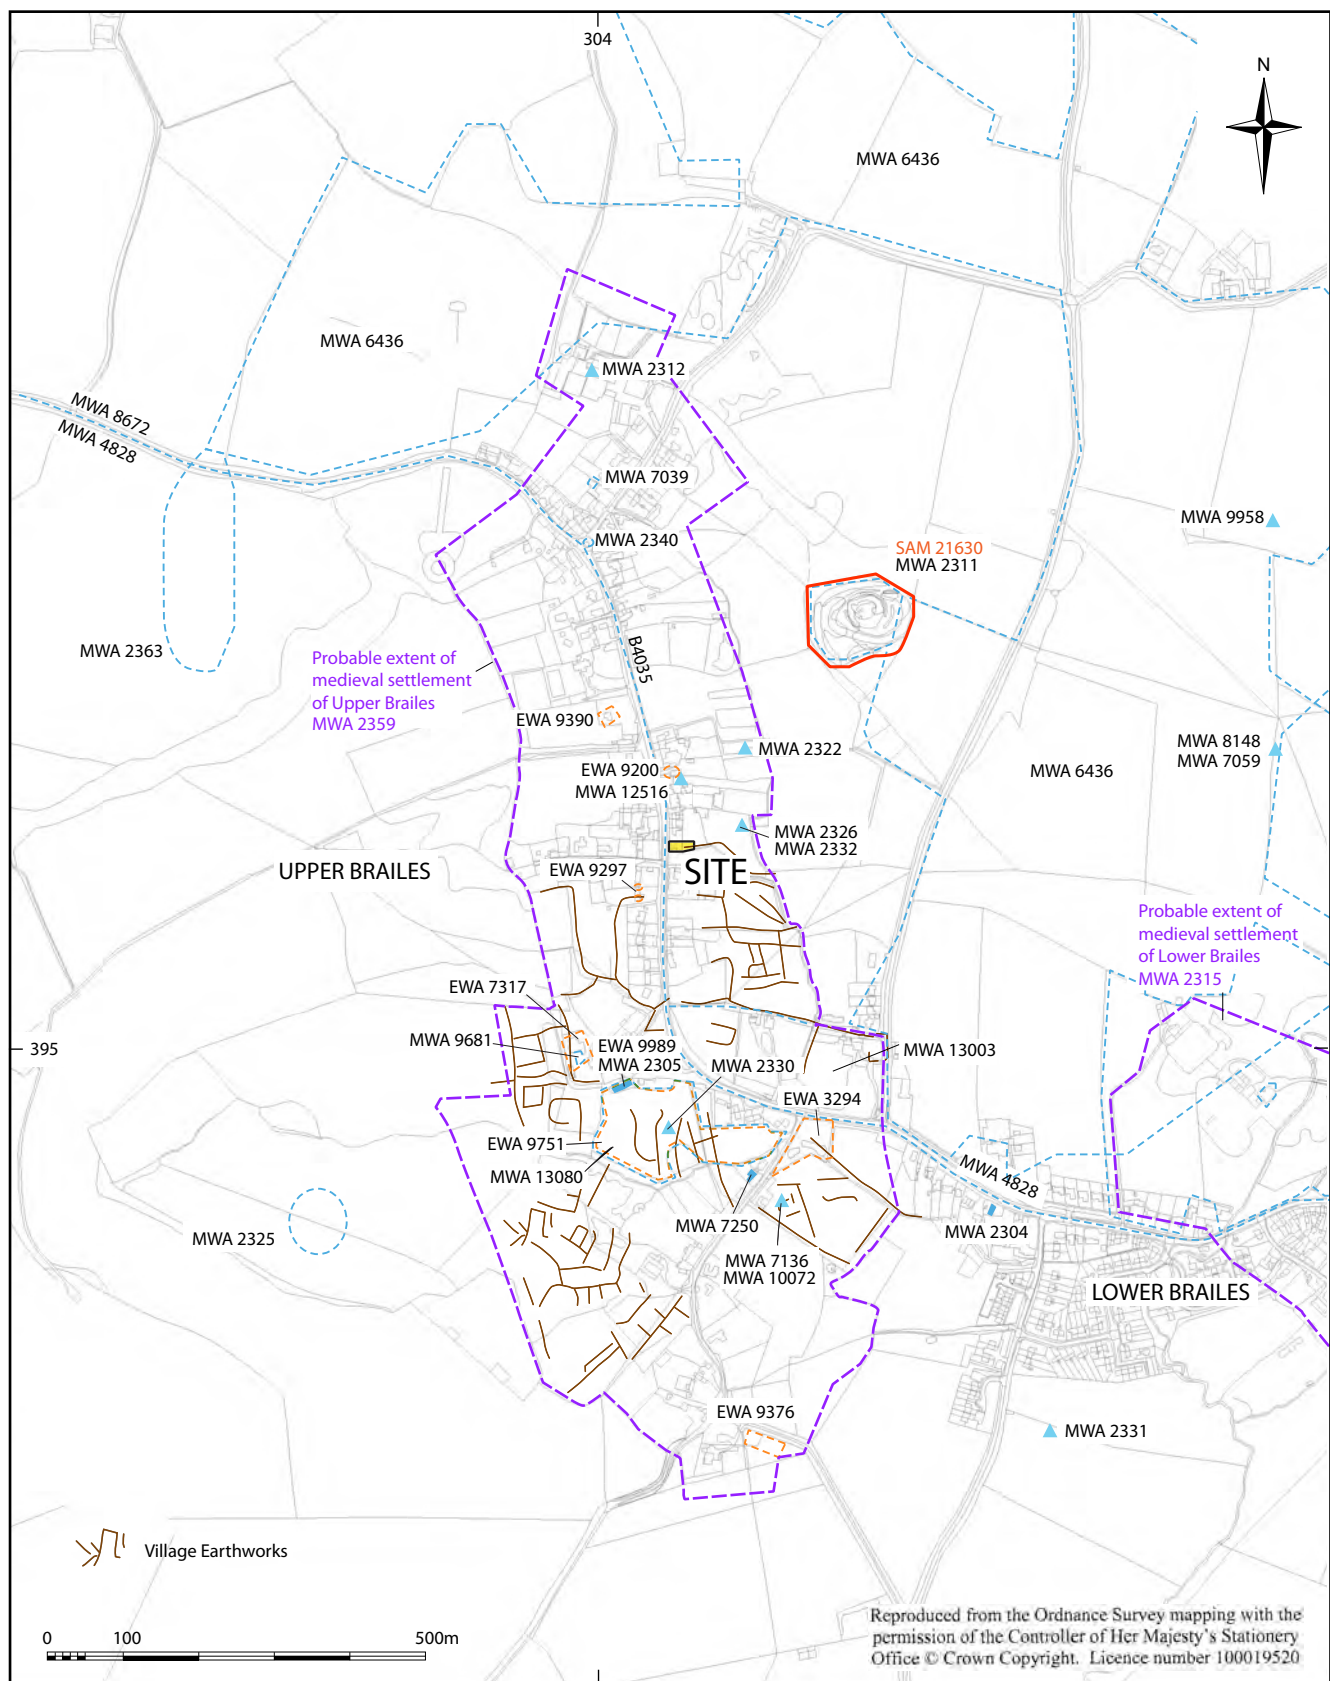 304
N
MWA 6436
MWA 6436
MWA 2312
MWA 8672
MWA 4828
MWA 7039
MWA 9958
MWA 2340
SAM 21630
MWA 2311
B4035
MWA 2363
Probable extent of
medieval settlement
of Upper Brailes
MWA 2359
EWA 9390
MWA 2322
MWA 8148
MWA 7059
EWA 9200
MWA 12516
MWA 6436
MWA 2326
MWA 2332
UPPER BRAILES
SITE
EWA 9297
Probable extent of
medieval settlement
of Lower Brailes
MWA 2315
EWA 7317
MWA 9681
EWA 9989
MWA 2305
395
MWA 2330
MWA 13003
EWA 3294
EWA 9751
MWA 13080
MWA 4828
MWA 2325
MWA 7250
MWA 2304
MWA 7136
MWA 10072
LOWER BRAILES
EWA 9376
MWA 2331
Village Earthworks
0 100 500m
Reproduced from the Ordnance Survey mapping with the
permission of the Controller of Her Majesty's Stationery
Office © Crown Copyright. Licence number 100019520